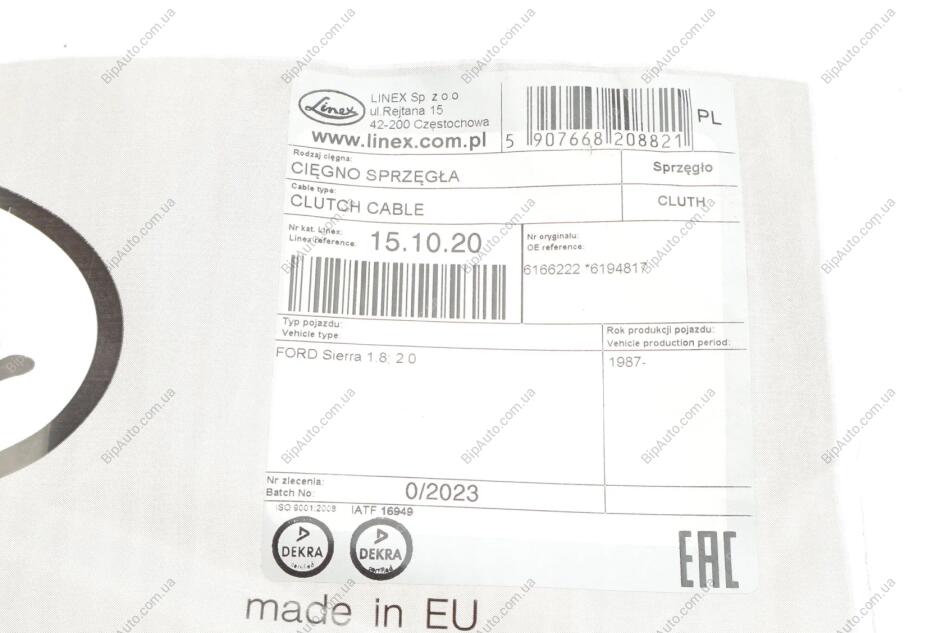 Linex
LINEX Sp z o.o
ul.Rejtana 15
42-200 Częstochowa
www.linex.com.pl
5 907668 208821
PL
Rodzaj cięgna:
CIĘGNO SPRZĘGŁA
Sprzęgło
Cable type:
CLUTCH CABLE
CLUTH
Nr kat. Linex:
Linex reference:
15.10.20
Nr oryginału:
OE reference:
6166222 *6194817
Typ pojazdu:
Vehicle type:
Rok produkcji pojazdu:
Vehicle production period:
FORD Sierra 1.8; 2.0
1987-
Nr zlecenia:
Batch No:
0/2023
ISO 9001:2008
IATF 16949
DEKRA
certified
DEKRA
certified
EAC
made in EU
BipAuto.com.ua